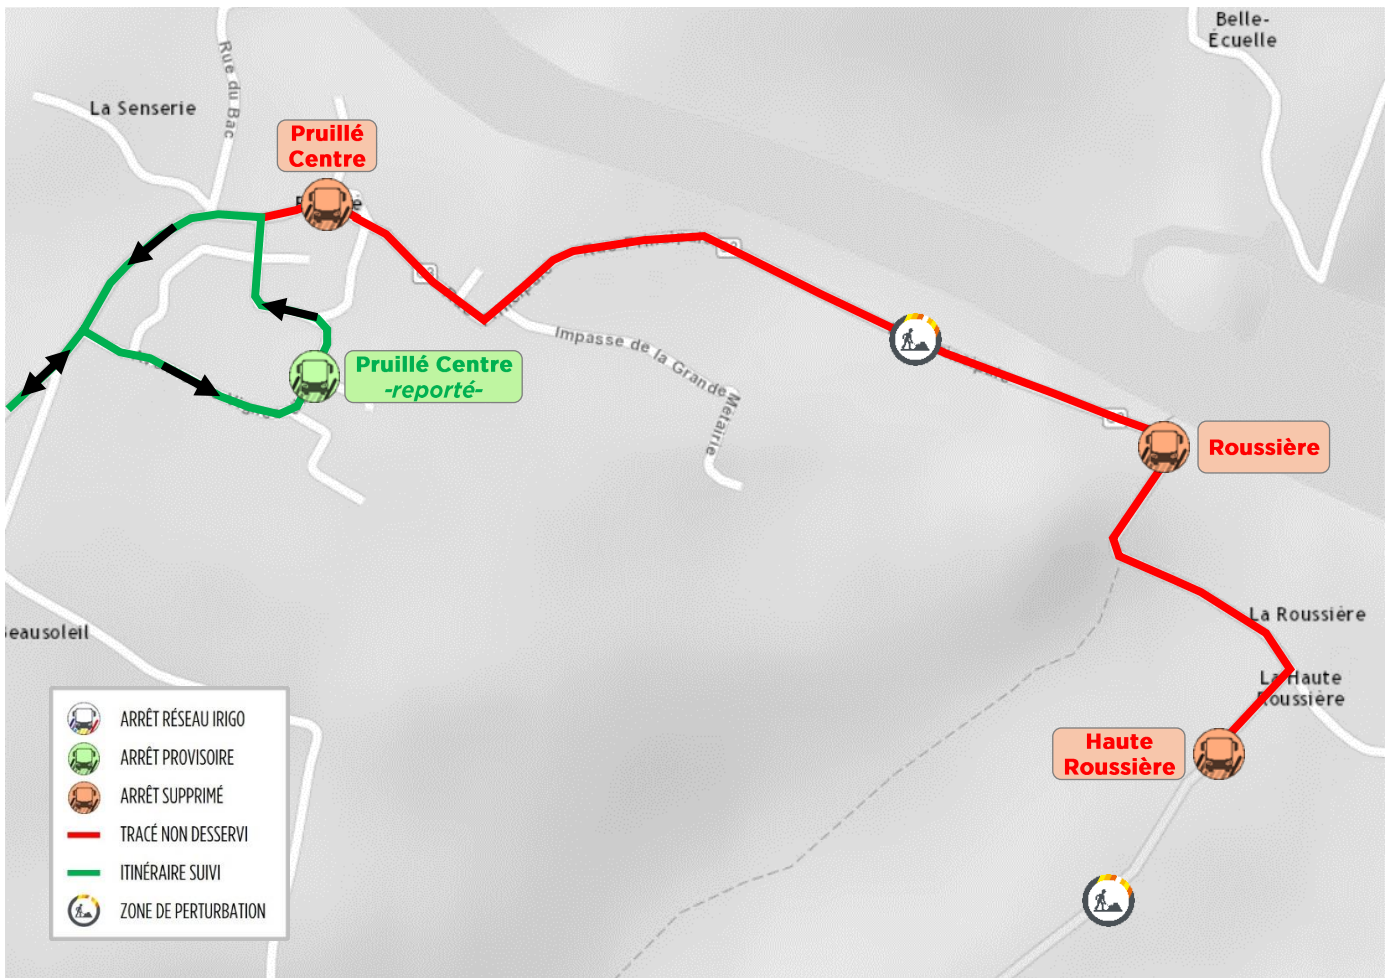 Belle-
Écuelle
Rue du Bac
La Senserie
Pruillé
Centre
Rue Principale
Impasse de la Grande
Métairie
Pruillé Centre
-reporté-
Roussière
La Roussière
La Haute
Roussière
Haute
Roussière
eausoleil
ARRÊT RÉSEAU IRIGO
ARRÊT PROVISOIRE
ARRÊT SUPPRIMÉ
TRACÉ NON DESSERVI
ITINÉRAIRE SUIVI
ZONE DE PERTURBATION